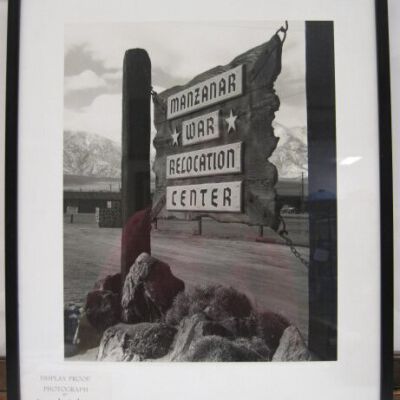 MANZANAR
WAR
RELOCATION
CENTER
DISPLAY PROOF
PHOTOGRAPH